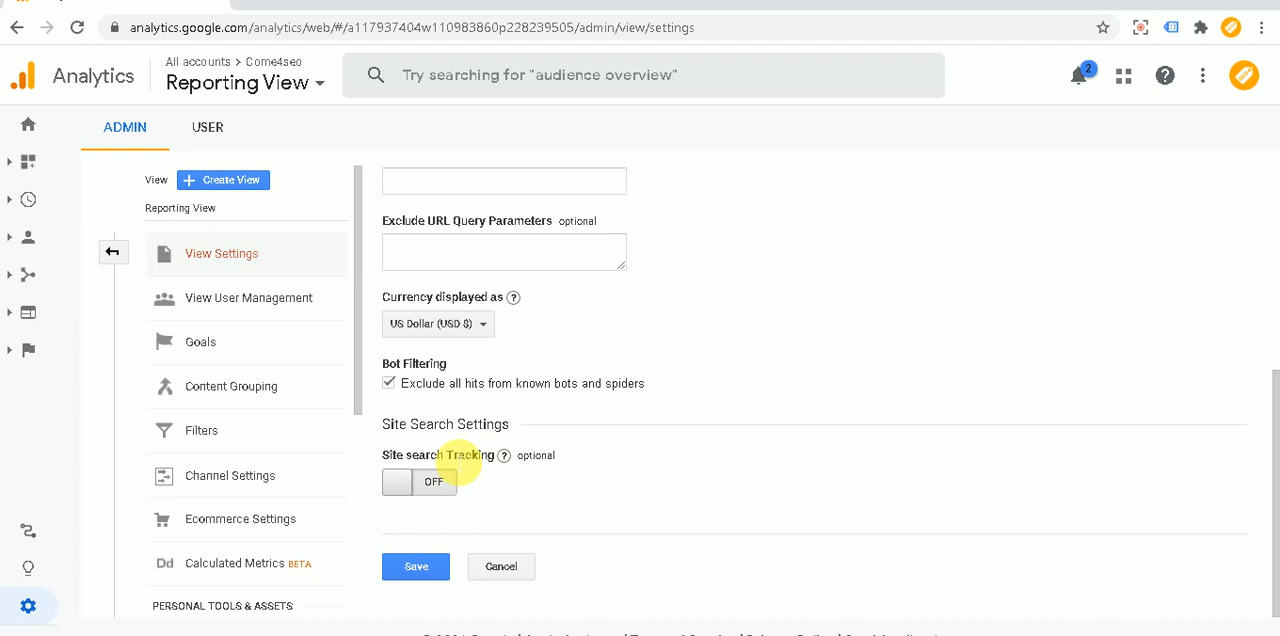 analytics.google.com/analytics/web/#/a117937404w110983860p228239505/admin/view/settings
Analytics
All accounts > Come4seo
Reporting View
Try searching for "audience overview"
2
ADMIN
USER
View
Create View
Reporting View
View Settings
View User Management
Goals
Content Grouping
Filters
Channel Settings
Ecommerce Settings
Dd Calculated Metrics BETA
PERSONAL TOOLS & ASSETS
Exclude URL Query Parameters optional
Currency displayed as ?
US Dollar (USD $)
Bot Filtering
Exclude all hits from known bots and spiders
Site Search Settings
Site search Tracking ? optional
OFF
Save
Cancel